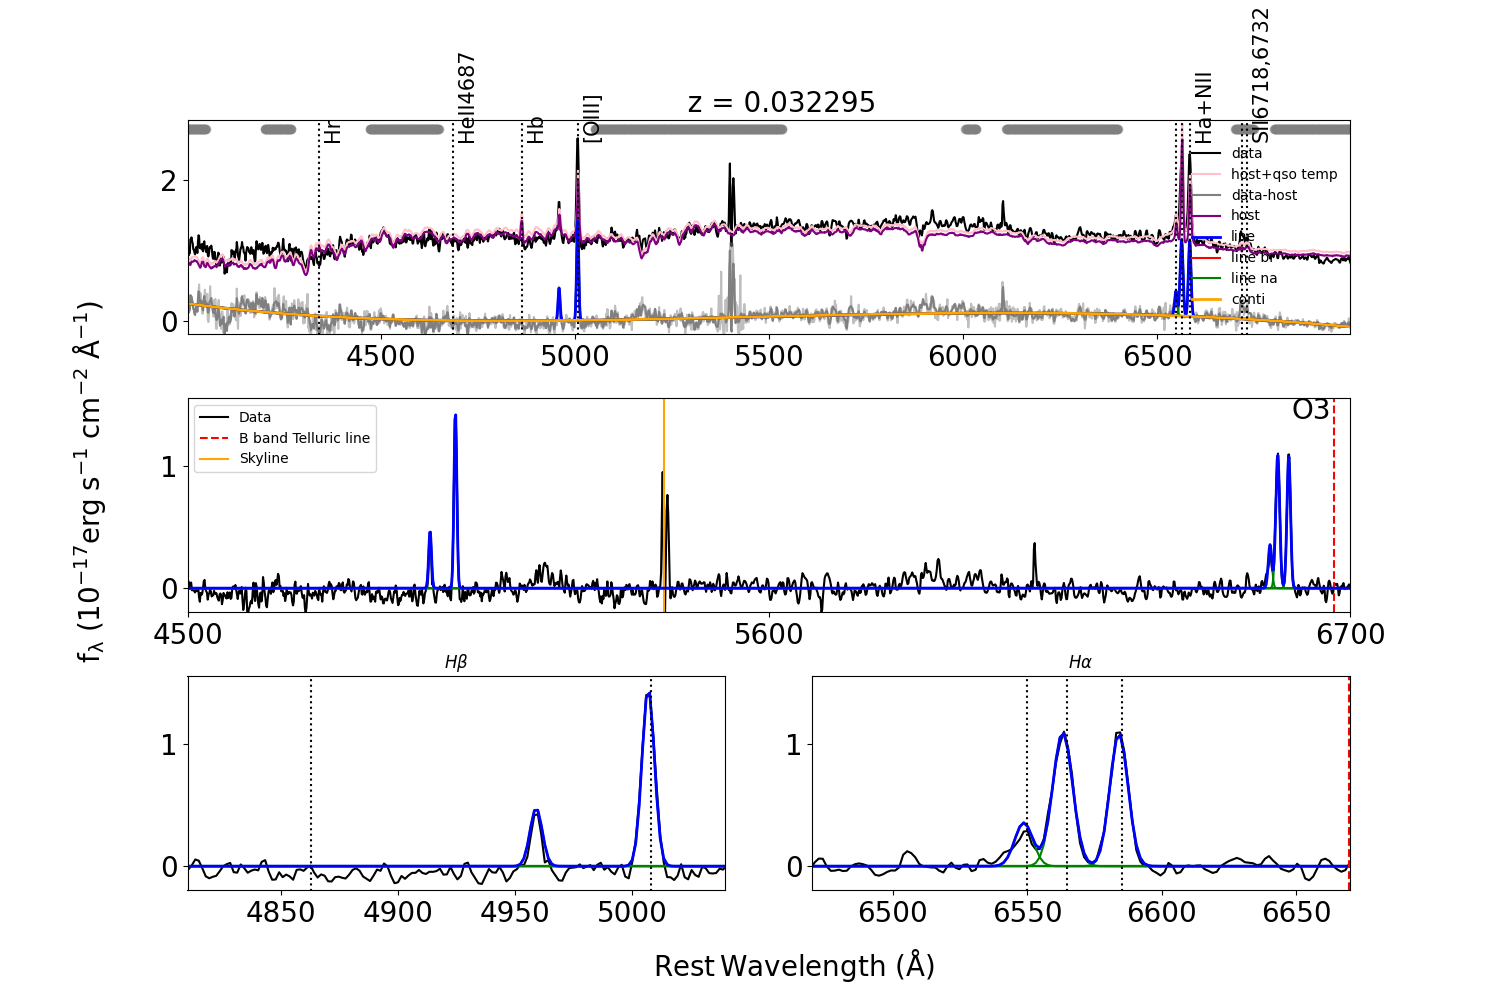 z = 0.032295
Hr
HeII4687
Hb
[OIII]
Ha+NII
SII6718,6732
data
host+qso temp
data-host
host
line
line br
line na
conti
2
0
4500 5000 5500 6000 6500
fλ (10−17erg s−1 cm−2 Å−1)
Data
B band Telluric line
Skyline
O3
1
0
4500 5600 6700
Hβ
1
0
4850 4900 4950 5000
Hα
1
0
6500 6550 6600 6650
Rest Wavelength (Å)